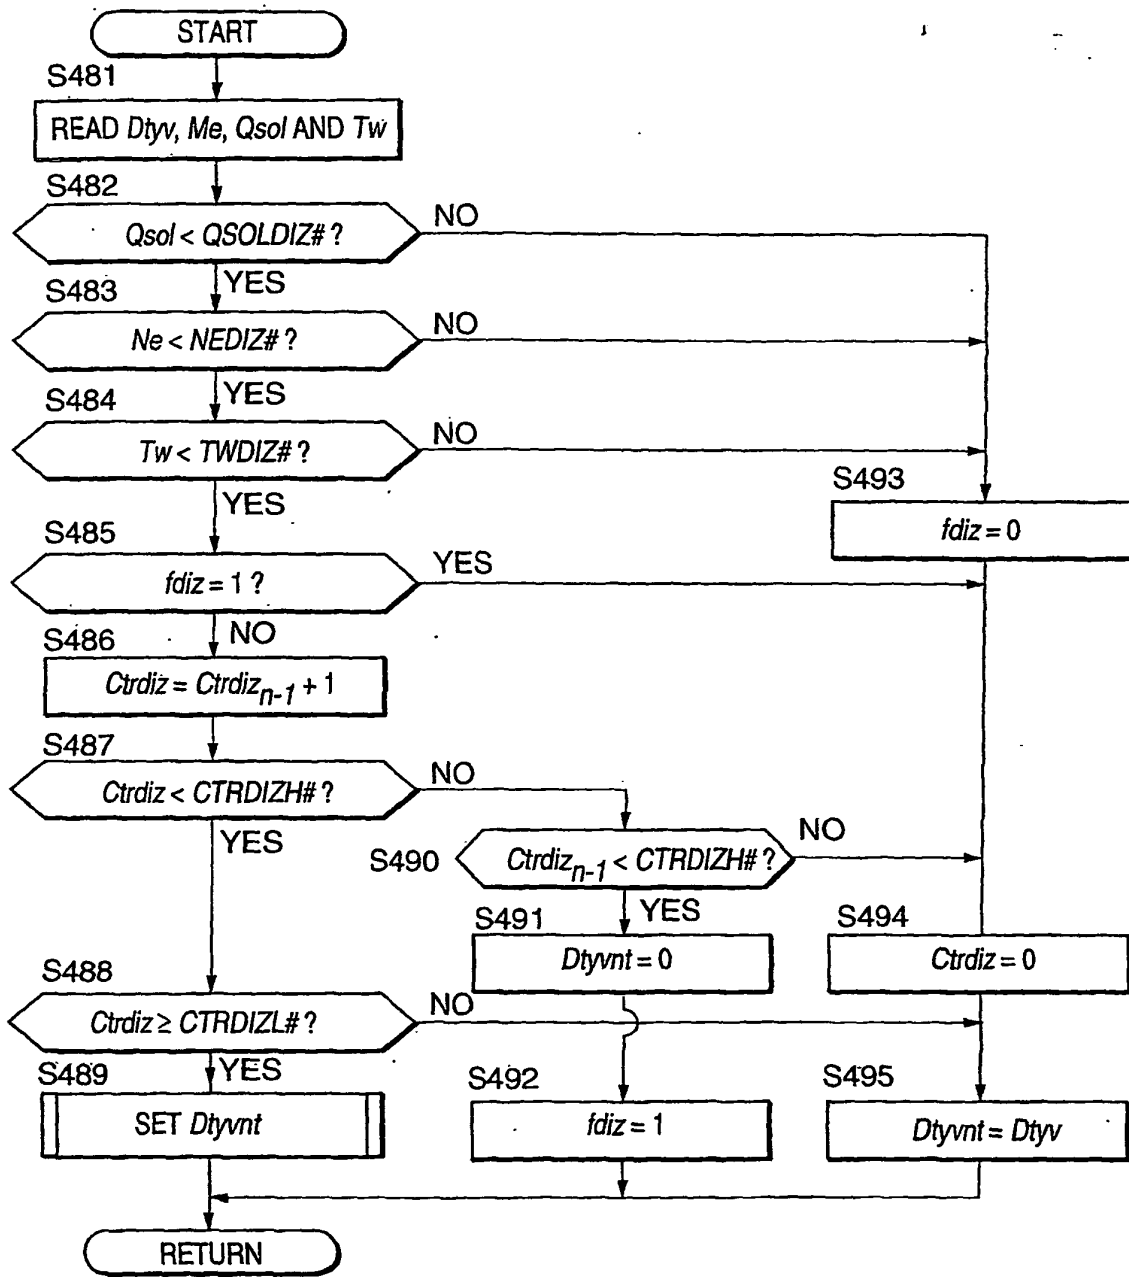 START
S481
READ Dtyv, Me, Qsol AND Tw
S482
Qsol < QSOLDIZ# ?
NO
YES
S483
Ne < NEDIZ# ?
NO
YES
S484
Tw < TWDIZ# ?
NO
YES
S493
fdiz = 0
S485
fdiz = 1 ?
YES
NO
S486
Ctrdiz = Ctrdizn-1 + 1
S487
Ctrdiz < CTRDIZH# ?
NO
YES
S490
Ctrdizn-1 < CTRDIZH# ?
NO
YES
S491
Dtyvnt = 0
S494
Ctrdiz = 0
S488
Ctrdiz ≥ CTRDIZL# ?
NO
YES
S489
SET Dtyvnt
S492
fdiz = 1
S495
Dtyvnt = Dtyv
RETURN